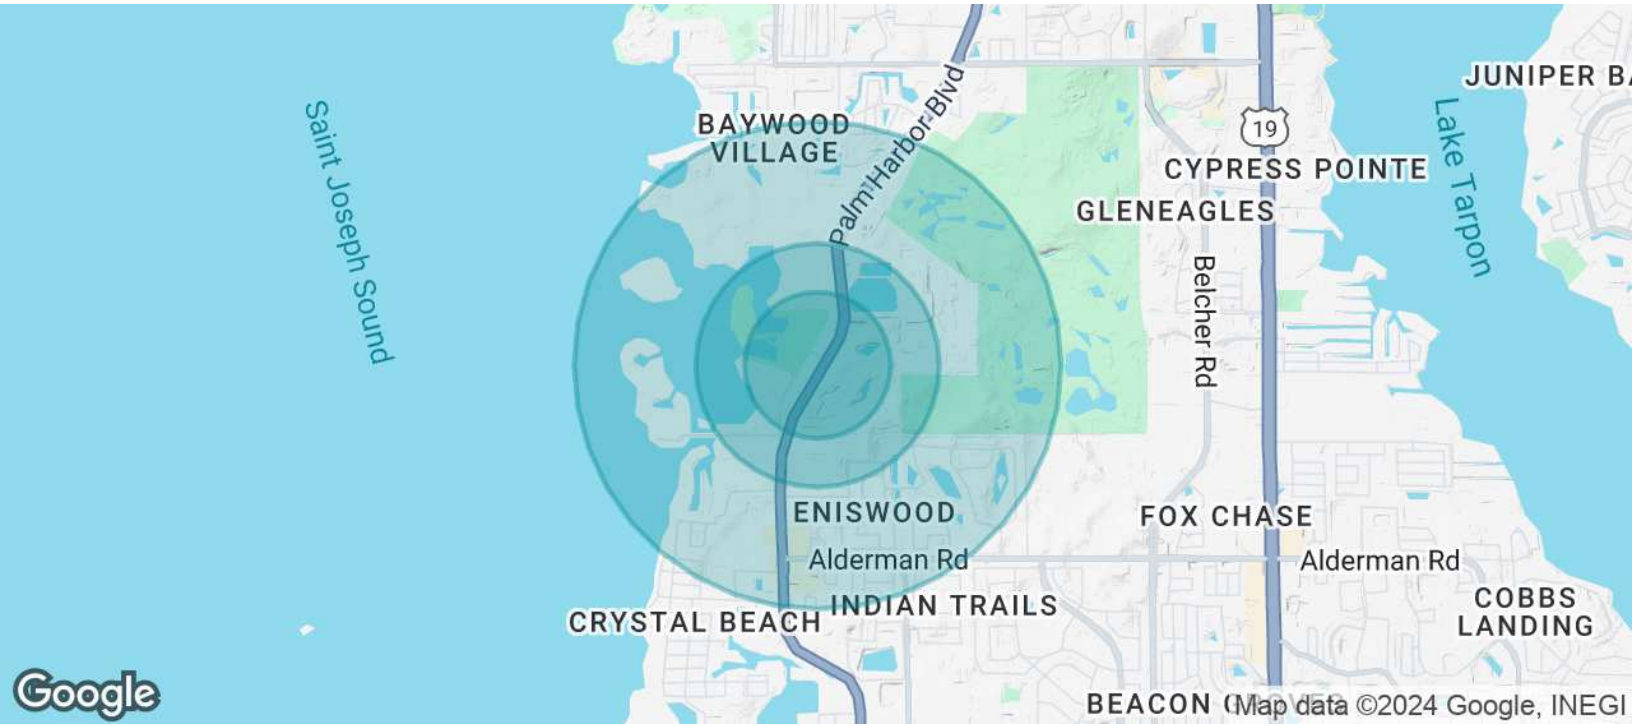 JUNIPER BA
Saint Joseph Sound
BAYWOOD
VILLAGE
Palm Harbor Blvd
19
Lake Tarpon
CYPRESS POINTE
GLENEAGLES
Belcher Rd
ENISWOOD
FOX CHASE
Alderman Rd
Alderman Rd
INDIAN TRAILS
COBBS
LANDING
CRYSTAL BEACH
Google
BEACON
Map data ©2024 Google, INEGI